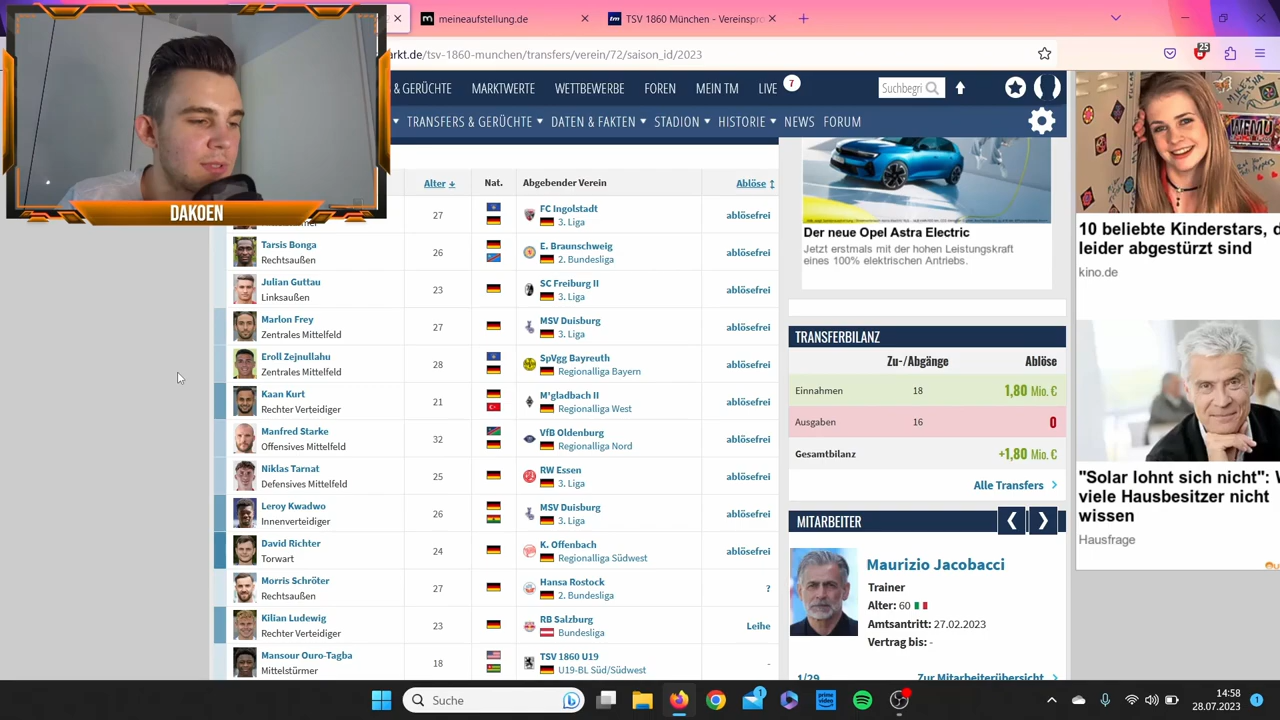 meineaufstellung.de
TSV 1860 München - Vereinsp
rkt.de/tsv-1860-munchen/transfers/verein/72/saison_id/2023
25
& GERÜCHTE MARKTWERTE WETTBEWERBE FOREN MEIN TM LIVE 7 Suchbegri
TRANSFERS & GERÜCHTE DATEN & FAKTEN STADION HISTORIE NEWS FORUM
DAKOEN
Alter Nat. Abgebender Verein Ablöse
27 FC Ingolstadt ablösefrei
3. Liga
Tarsis Bonga 26 E. Braunschweig ablösefrei
Rechtsaußen 2. Bundesliga
Julian Guttau 23 SC Freiburg II ablösefrei
Linksaußen 3. Liga
Marlon Frey 27 MSV Duisburg ablösefrei
Zentrales Mittelfeld 3. Liga
Eroll Zejnullahu 28 SpVgg Bayreuth ablösefrei
Zentrales Mittelfeld Regionalliga Bayern
Kaan Kurt 21 M'gladbach II ablösefrei
Rechter Verteidiger Regionalliga West
Manfred Starke 32 VfB Oldenburg ablösefrei
Offensives Mittelfeld Regionalliga Nord
Niklas Tarnat 25 RW Essen ablösefrei
Defensives Mittelfeld 3. Liga
Leroy Kwadwo 26 MSV Duisburg ablösefrei
Innenverteidiger 3. Liga
David Richter 24 K. Offenbach ablösefrei
Torwart Regionalliga Südwest
Morris Schröter 27 Hansa Rostock ?
Rechtsaußen 2. Bundesliga
Kilian Ludewig 23 RB Salzburg Leihe
Rechter Verteidiger Bundesliga
Mansour Ouro-Tagba 18 TSV 1860 U19
Mittelstürmer U19-BL Süd/Südwest
Der neue Opel Astra Electric
Jetzt erstmals mit der hohen Leistungskraft
eines 100% elektrischen Antriebs.
TRANSFERBILANZ
Zu-/Abgänge Ablöse
Einnahmen 18 1,80 Mio. €
Ausgaben 16 0
Gesamtbilanz +1,80 Mio. €
Alle Transfers
MITARBEITER
Maurizio Jacobacci
Trainer
Alter: 60
Amtsantritt: 27.02.2023
Vertrag bis: -
1/29 Zur Mitarbeiterübersicht
10 beliebte Kinderstars, d
leider abgestürzt sind
kino.de
"Solar lohnt sich nicht": W
viele Hausbesitzer nicht
wissen
Hausfrage
Suche
prime video
1
14:58
28.07.2023
1